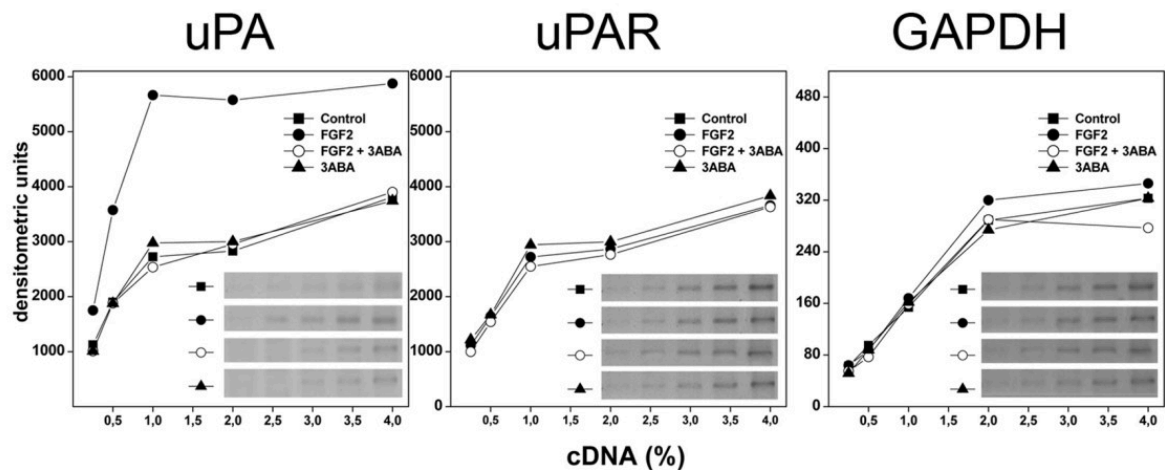 uPA
uPAR
GAPDH
densitometric units
6000
5000
4000
3000
2000
1000
Control
FGF2
FGF2 + 3ABA
3ABA
0,5 1,0 1,5 2,0 2,5 3,0 3,5 4,0
6000
5000
4000
3000
2000
1000
0
Control
FGF2
FGF2 + 3ABA
3ABA
0,5 1,0 1,5 2,0 2,5 3,0 3,5 4,0
480
400
320
240
160
80
0
Control
FGF2
FGF2 + 3ABA
3ABA
0,5 1,0 1,5 2,0 2,5 3,0 3,5 4,0
cDNA (%)